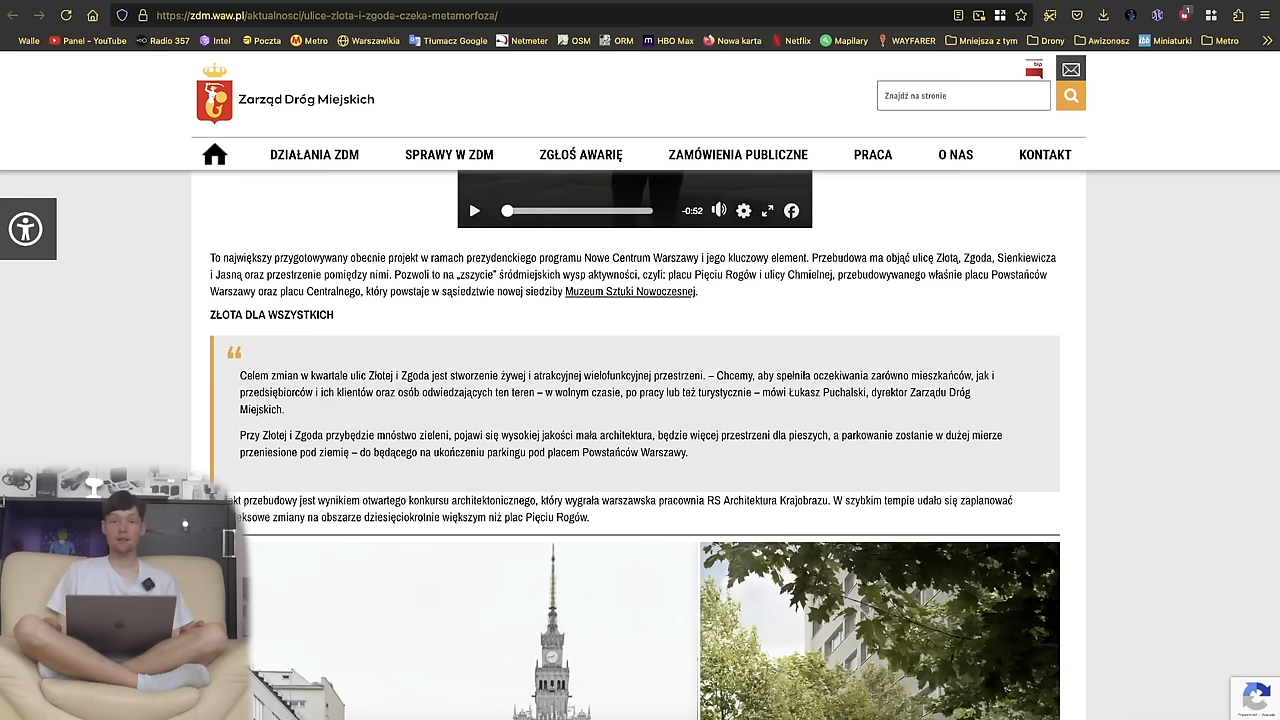 https://zdm.waw.pl/aktualnosci/ulice-zlota-i-zgoda-czeka-metamorfoza/
Walle Panel - YouTube Radio 357 Intel Poczta Metro Warszawikia Tłumacz Google Netmeter OSM ORM HBO Max Nowa karta Netflix Mapilary WAYFARER Mniejsza z tym Drony Awizonosz Miniaturki Metro
bip
Zarząd Dróg Miejskich
Znajdź na stronie
DZIAŁANIA ZDM SPRAWY W ZDM ZGŁOŚ AWARIĘ ZAMÓWIENIA PUBLICZNE PRACA O NAS KONTAKT
-0:52
To największy przygotowywany obecnie projekt w ramach prezydenckiego programu Nowe Centrum Warszawy i jego kluczowy element. Przebudowa ma objąć ulicę Złotą, Zgoda, Sienkiewicza
i Jasną oraz przestrzenie pomiędzy nimi. Pozwoli to na „zszycie” śródmiejskich wysp aktywności, czyli: placu Pięciu Rogów i ulicy Chmielnej, przebudowywanego właśnie placu Powstańców
Warszawy oraz placu Centralnego, który powstaje w sąsiedztwie nowej siedziby Muzeum Sztuki Nowoczesnej.
ZŁOTA DLA WSZYSTKICH
“
Celem zmian w kwartale ulic Złotej i Zgoda jest stworzenie żywej i atrakcyjnej wielofunkcyjnej przestrzeni. – Chcemy, aby spełniła oczekiwania zarówno mieszkańców, jak i
przedsiębiorców i ich klientów oraz osób odwiedzających ten teren – w wolnym czasie, po pracy lub też turystycznie – mówi Łukasz Puchalski, dyrektor Zarządu Dróg
Miejskich.
Przy Złotej i Zgoda przybędzie mnóstwo zieleni, pojawi się wysokiej jakości mała architektura, będzie więcej przestrzeni dla pieszych, a parkowanie zostanie w dużej mierze
przeniesione pod ziemię – do będącego na ukończeniu parkingu pod placem Powstańców Warszawy.
przebudowy jest wynikiem otwartego konkursu architektonicznego, który wygrała warszawska pracownia RS Architektura Krajobrazu. W szybkim tempie udało się zaplanować
zmiany na obszarze dziesięciokrotnie większym niż plac Pięciu Rogów.